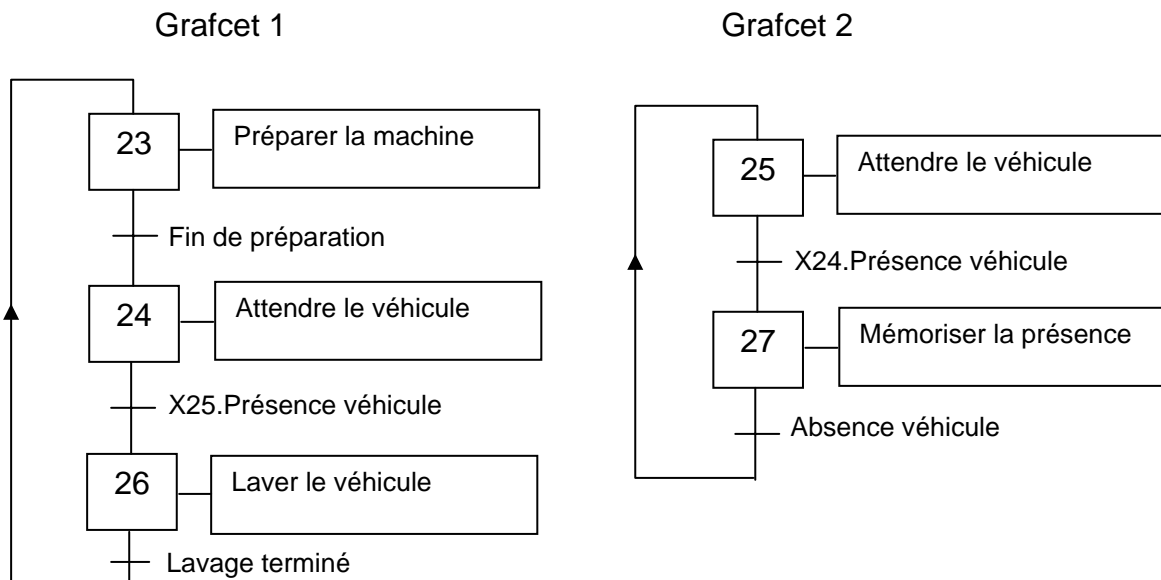 Grafcet 1
23
Préparer la machine
Fin de préparation
24
Attendre le véhicule
X25.Présence véhicule
26
Laver le véhicule
Lavage terminé
Grafcet 2
25
Attendre le véhicule
X24.Présence véhicule
27
Mémoriser la présence
Absence véhicule